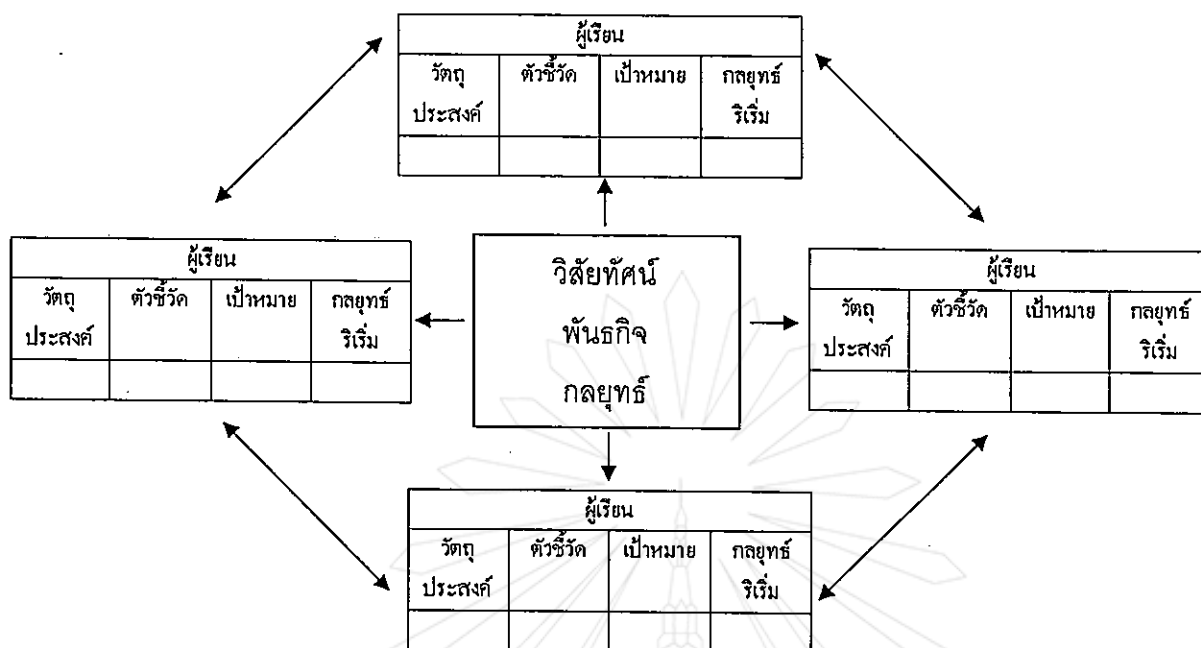 ผู้เรียน
วัตถุ ตัวชี้วัด เป้าหมาย กลยุทธ์
ประสงค์ ริเริ่ม
ผู้เรียน
วัตถุ ตัวชี้วัด เป้าหมาย กลยุทธ์
ประสงค์ ริเริ่ม
วิสัยทัศน์
พันธกิจ
กลยุทธ์
ผู้เรียน
วัตถุ ตัวชี้วัด เป้าหมาย กลยุทธ์
ประสงค์ ริเริ่ม
ผู้เรียน
วัตถุ ตัวชี้วัด เป้าหมาย กลยุทธ์
ประสงค์ ริเริ่ม